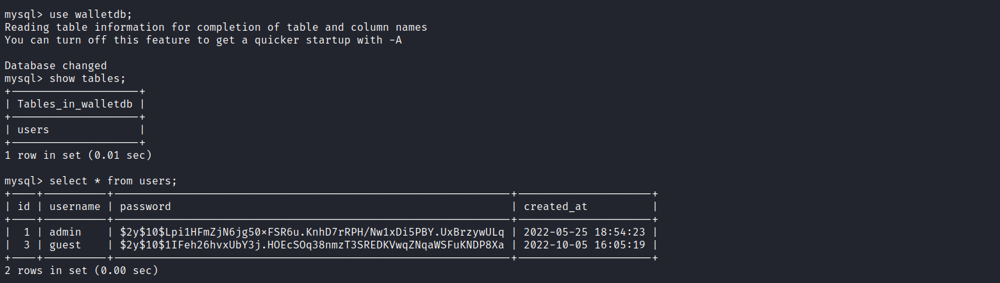 mysql> use walletdb;
Reading table information for completion of table and column names
You can turn off this feature to get a quicker startup with -A
Database changed
mysql> show tables;
+--------------------+
| Tables_in_walletdb |
+--------------------+
| users              |
+--------------------+
1 row in set (0.01 sec)
mysql> select * from users;
+----+----------+--------------------------------------------------------------+---------------------+
| id | username | password                                                     | created_at          |
+----+----------+--------------------------------------------------------------+---------------------+
|  1 | admin    | $2y$10$Lpi1HFmZjN6jg50×FSR6u.KnhD7rRPH/Nw1xDi5PBY.UxBrzywULq | 2022-05-25 18:54:23 |
|  3 | guest    | $2y$10$1IFeh26hvxUbY3j.HOEcSOq38nmzT3SREDKVwqZNqaWSFuKNDP8Xa | 2022-10-05 16:05:19 |
+----+----------+--------------------------------------------------------------+---------------------+
2 rows in set (0.00 sec)